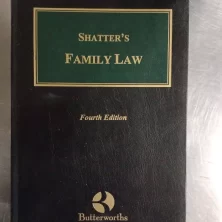 SHATTER'S
FAMILY LAW
Fourth Edition
Butterworths